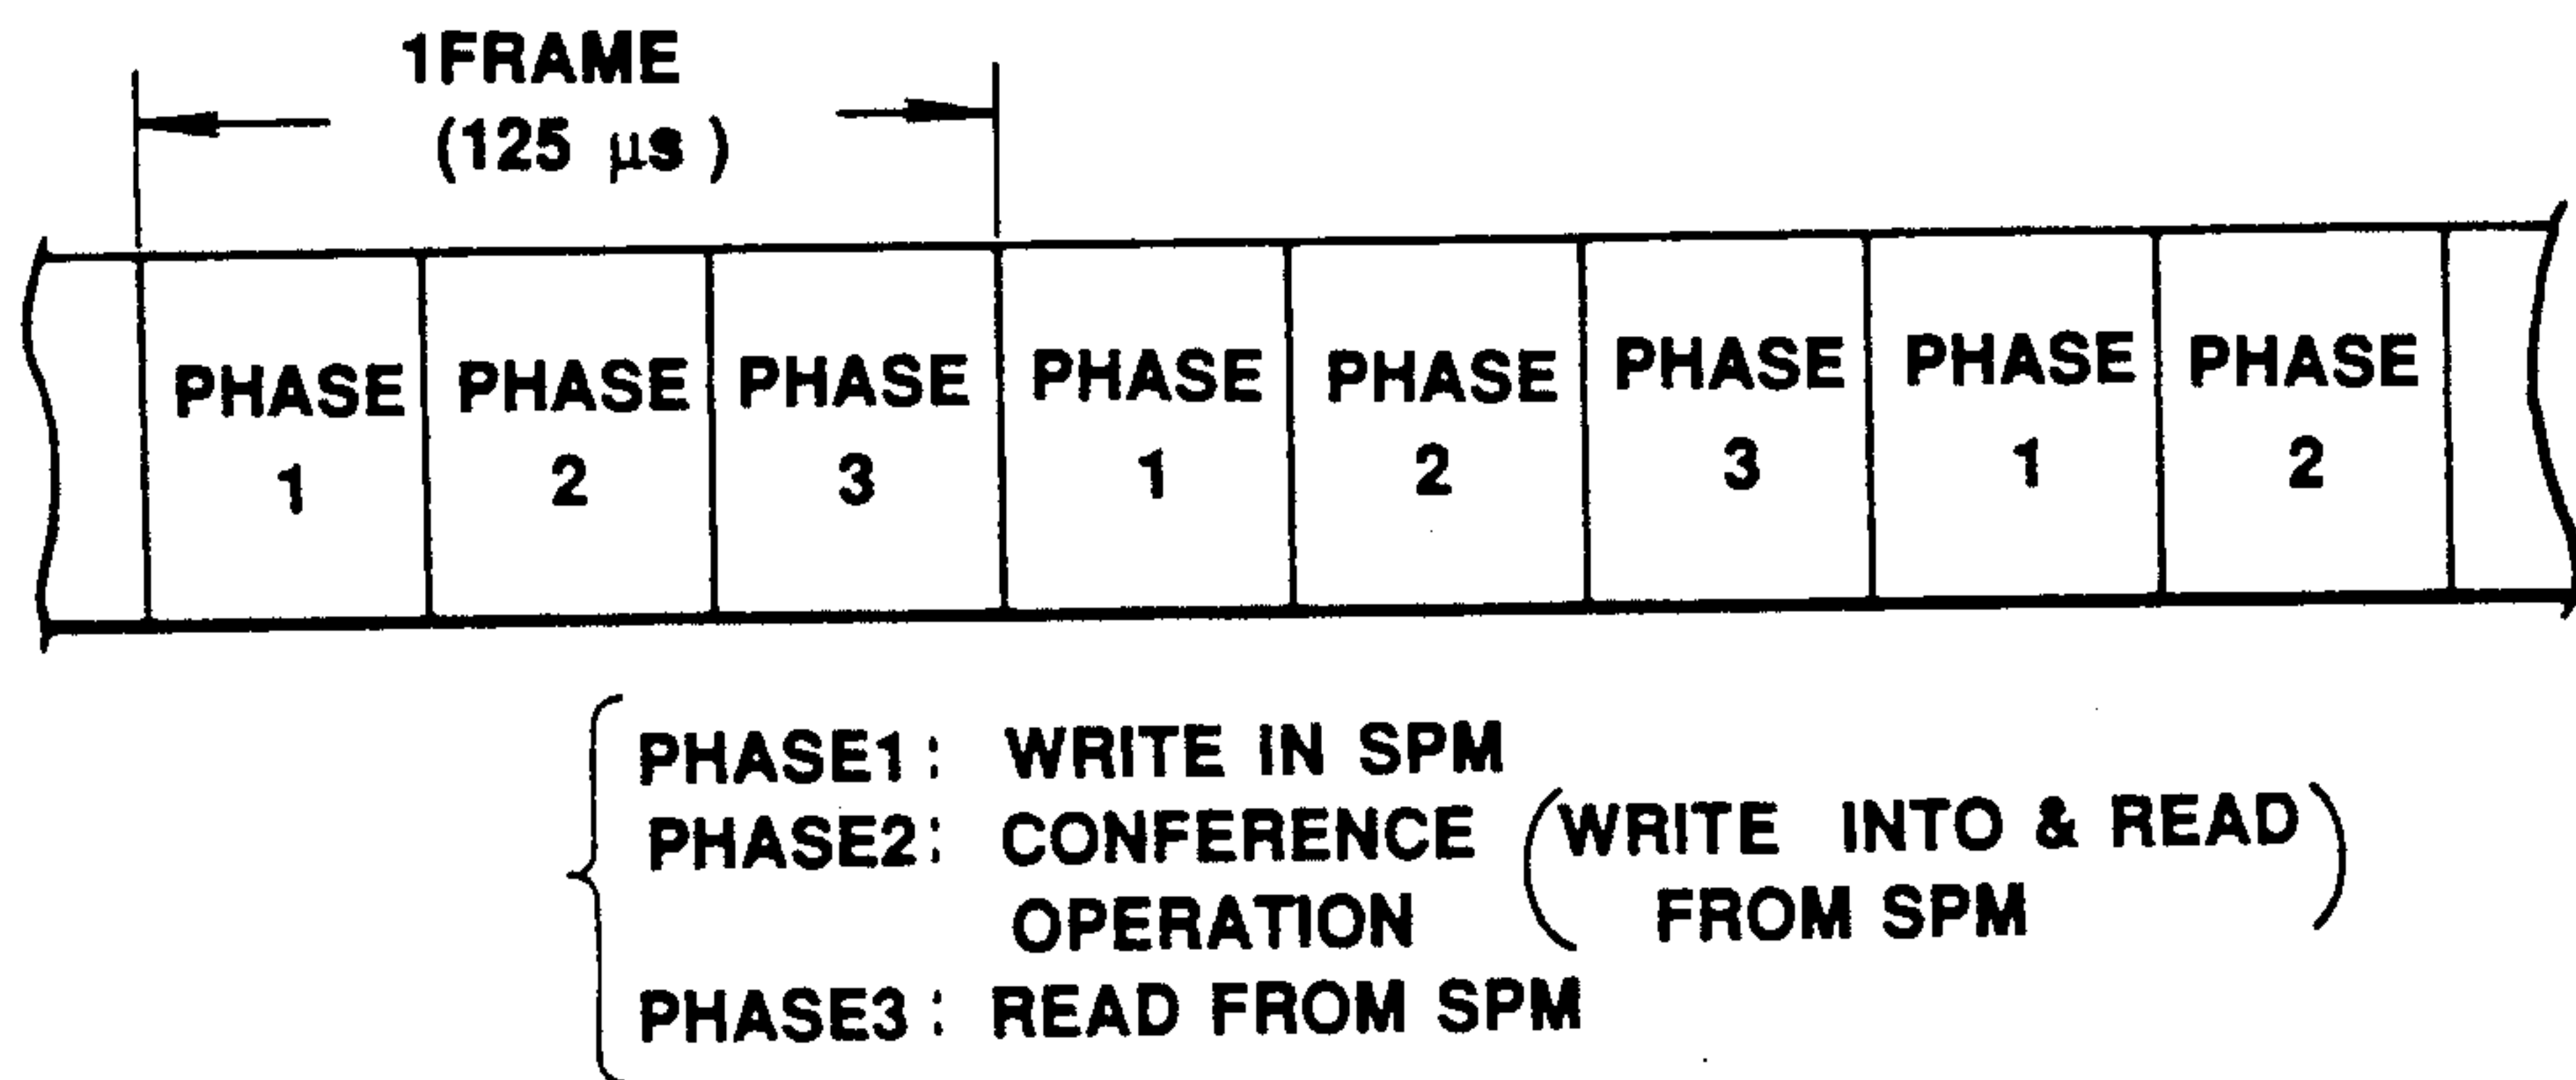 1FRAME
(125 μs)
PHASE PHASE PHASE PHASE PHASE PHASE PHASE PHASE
1 2 3 1 2 3 1 2
PHASE1: WRITE IN SPM
PHASE2: CONFERENCE (WRITE INTO & READ
OPERATION FROM SPM)
PHASE3: READ FROM SPM